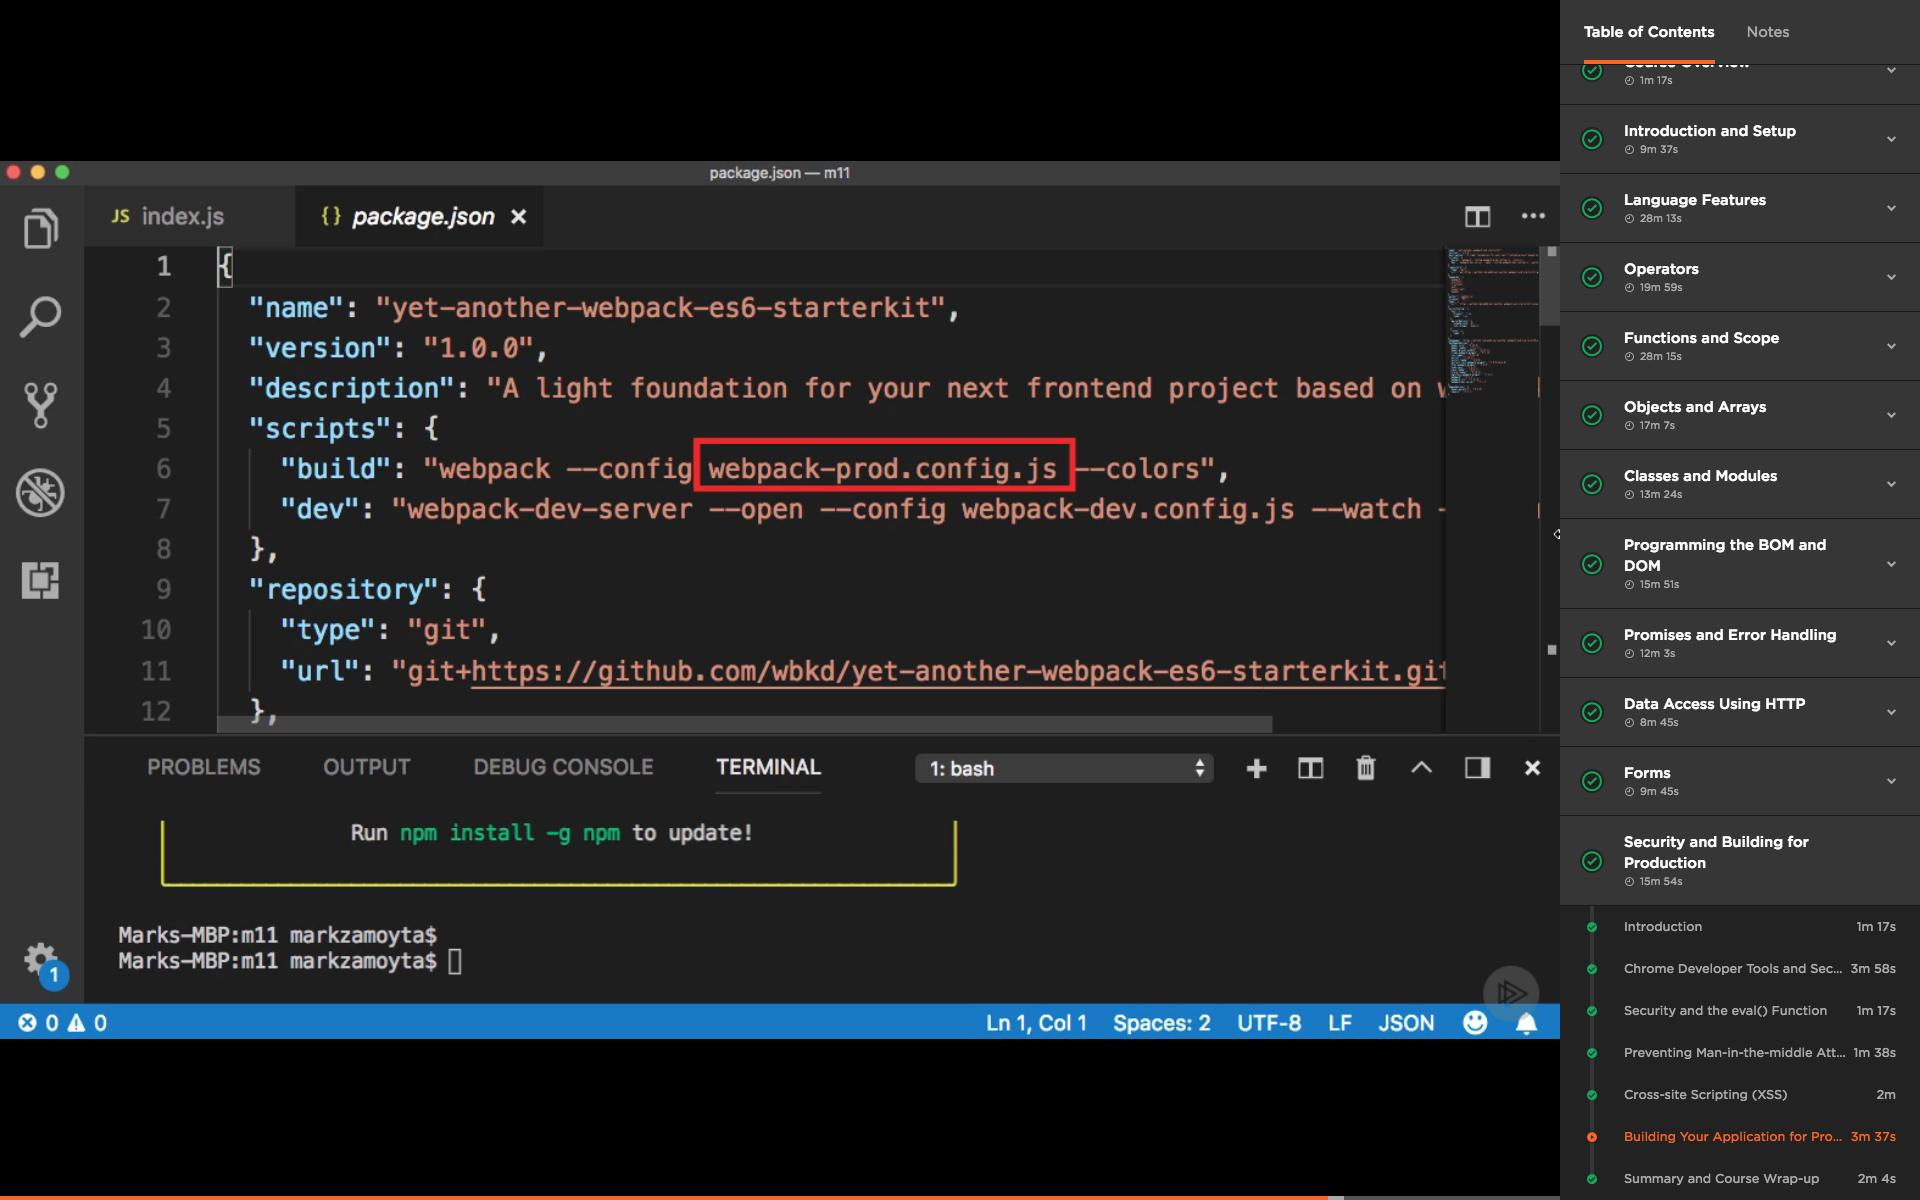 package.json — m11
JS index.js
{} package.json
1 {
2 "name": "yet-another-webpack-es6-starterkit",
3 "version": "1.0.0",
4 "description": "A light foundation for your next frontend project based on
5 "scripts": {
6 "build": "webpack --config webpack-prod.config.js --colors",
7 "dev": "webpack-dev-server --open --config webpack-dev.config.js --watch
8 },
9 "repository": {
10 "type": "git",
11 "url": "git+https://github.com/wbkd/yet-another-webpack-es6-starterkit.git
12 },
PROBLEMS OUTPUT DEBUG CONSOLE TERMINAL 1: bash
Run npm install -g npm to update!
Marks-MBP:m11 markzamoyta$
Marks-MBP:m11 markzamoyta$
1
0 0 Ln 1, Col 1 Spaces: 2 UTF-8 LF JSON
Table of Contents Notes
Course Overview
1m 17s
Introduction and Setup
9m 37s
Language Features
28m 13s
Operators
19m 59s
Functions and Scope
28m 15s
Objects and Arrays
17m 7s
Classes and Modules
13m 24s
Programming the BOM and
DOM
15m 51s
Promises and Error Handling
12m 3s
Data Access Using HTTP
8m 45s
Forms
9m 45s
Security and Building for
Production
15m 54s
Introduction 1m 17s
Chrome Developer Tools and Sec... 3m 58s
Security and the eval() Function 1m 17s
Preventing Man-in-the-middle Att... 1m 38s
Cross-site Scripting (XSS) 2m
Building Your Application for Pro... 3m 37s
Summary and Course Wrap-up 2m 4s